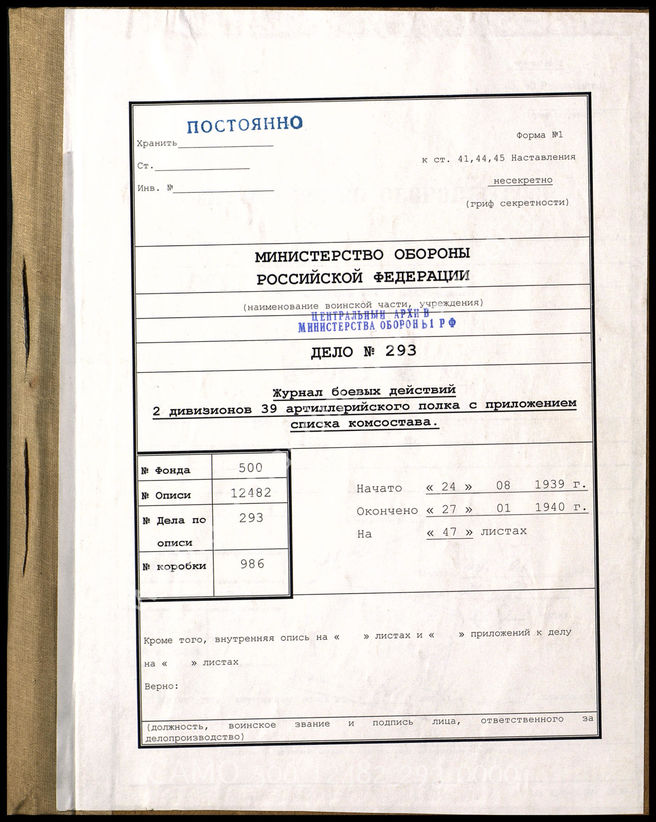 ПОСТОЯННО
Хранить
Форма №1
Ст.
к ст. 41,44,45 Наставления
Инв. №
несекретно
(гриф секретности)
МИНИСТЕРСТВО ОБОРОНЫ
РОССИЙСКОЙ ФЕДЕРАЦИИ
(наименование воинской части, учреждения)
ЦЕНТРАЛЬНЫЙ АРХИВ
МИНИСТЕРСТВА ОБОРОНЫ РФ
ДЕЛО № 293
Журнал боевых действий
2 дивизионов 39 артиллерийского полка с приложением
списка комсостава.
№ Фонда 500
№ Описи 12482
№ Дела по 293
описи
№ коробки 986
Начато « 24 » 08 1939 г.
Окончено « 27 » 01 1940 г.
На « 47 » листах
Кроме того, внутренняя опись на « » листах и « » приложений к делу
на « » листах
Верно:
(должность, воинское звание и подпись лица, ответственного за
делопроизводство)